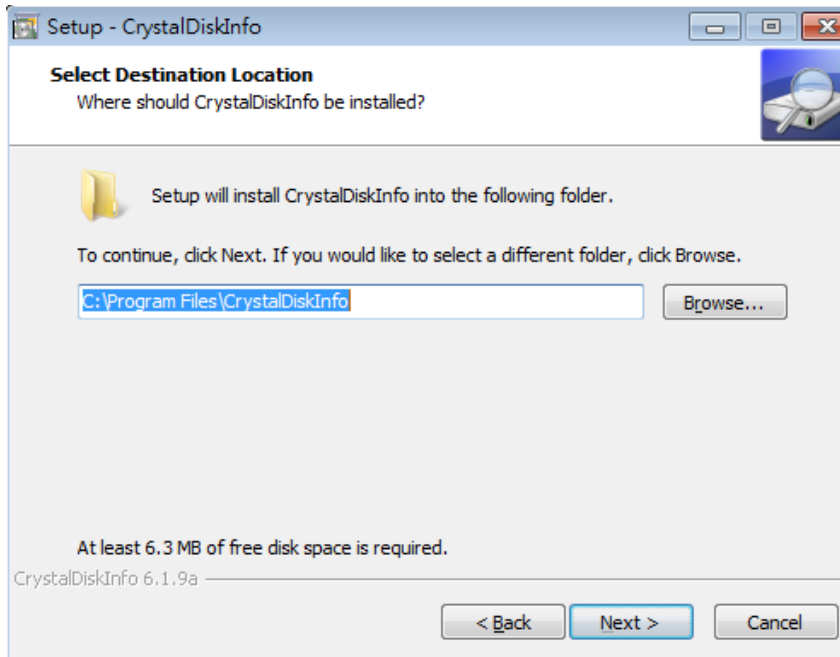 Setup - CrystalDiskInfo
Select Destination Location
Where should CrystalDiskInfo be installed?
Setup will install CrystalDiskInfo into the following folder.
To continue, click Next. If you would like to select a different folder, click Browse.
C:\Program Files\CrystalDiskInfo
Browse...
At least 6.3 MB of free disk space is required.
CrystalDiskInfo 6.1.9a
< Back
Next >
Cancel